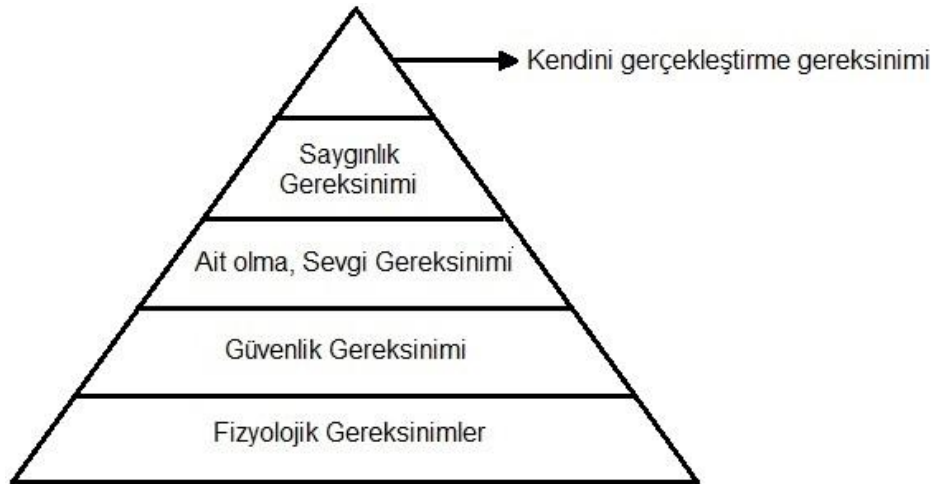 Kendini gerçekleştirme gereksinimi
Saygınlık
Gereksinimi
Ait olma, Sevgi Gereksinimi
Güvenlik Gereksinimi
Fizyolojik Gereksinimler